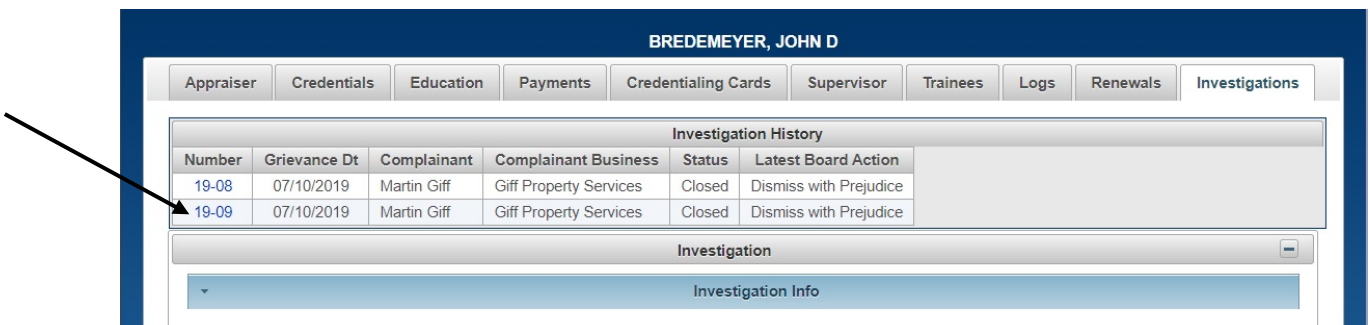 BREDEMEYER, JOHN D
Appraiser Credentials Education Payments Credentialing Cards Supervisor Trainees Logs Renewals Investigations
Investigation History
Number Grievance Dt Complainant Complainant Business Status Latest Board Action
19-08 07/10/2019 Martin Giff Giff Property Services Closed Dismiss with Prejudice
19-09 07/10/2019 Martin Giff Giff Property Services Closed Dismiss with Prejudice
Investigation
Investigation Info